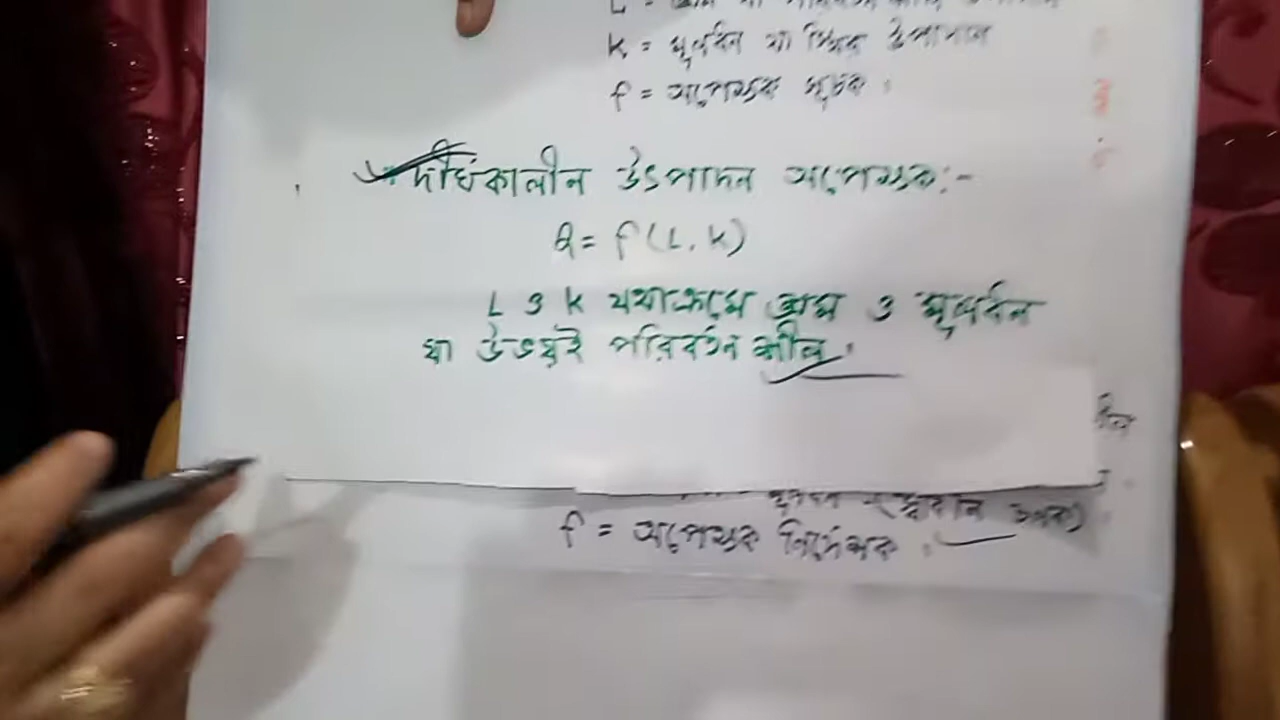 K = মূলধন বা স্থির উপাদান
f = অপেক্ষক সূচক।
দীর্ঘকালীন উৎপাদন অপেক্ষক:-
Q = f(L, K)
L ও K যথাক্রমে শ্রম ও মূলধন
যা উভয়ই পরিবর্তন শীল।
f = অপেক্ষক নির্দেশক।